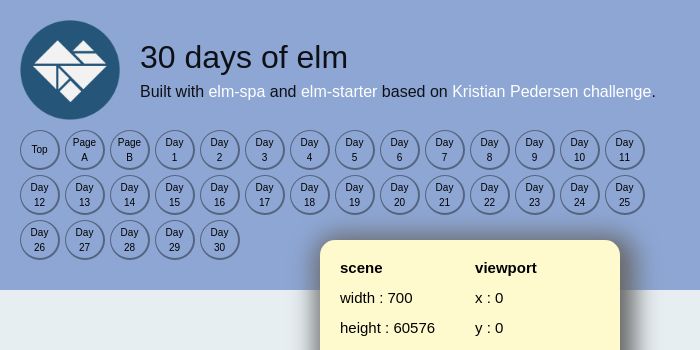 30 days of elm
Built with elm-spa and elm-starter based on Kristian Pedersen challenge.
Top
Page A
Page B
Day 1
Day 2
Day 3
Day 4
Day 5
Day 6
Day 7
Day 8
Day 9
Day 10
Day 11
Day 12
Day 13
Day 14
Day 15
Day 16
Day 17
Day 18
Day 19
Day 20
Day 21
Day 22
Day 23
Day 24
Day 25
Day 26
Day 27
Day 28
Day 29
Day 30
scene viewport
width : 700 x : 0
height : 60576 y : 0